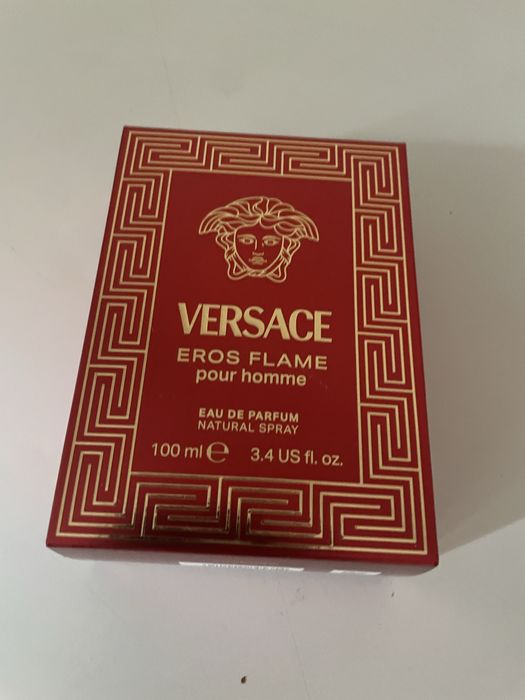 VERSACE
EROS FLAME
pour homme
EAU DE PARFUM
NATURAL SPRAY
100 ml ℮ 3.4 US fl. oz.